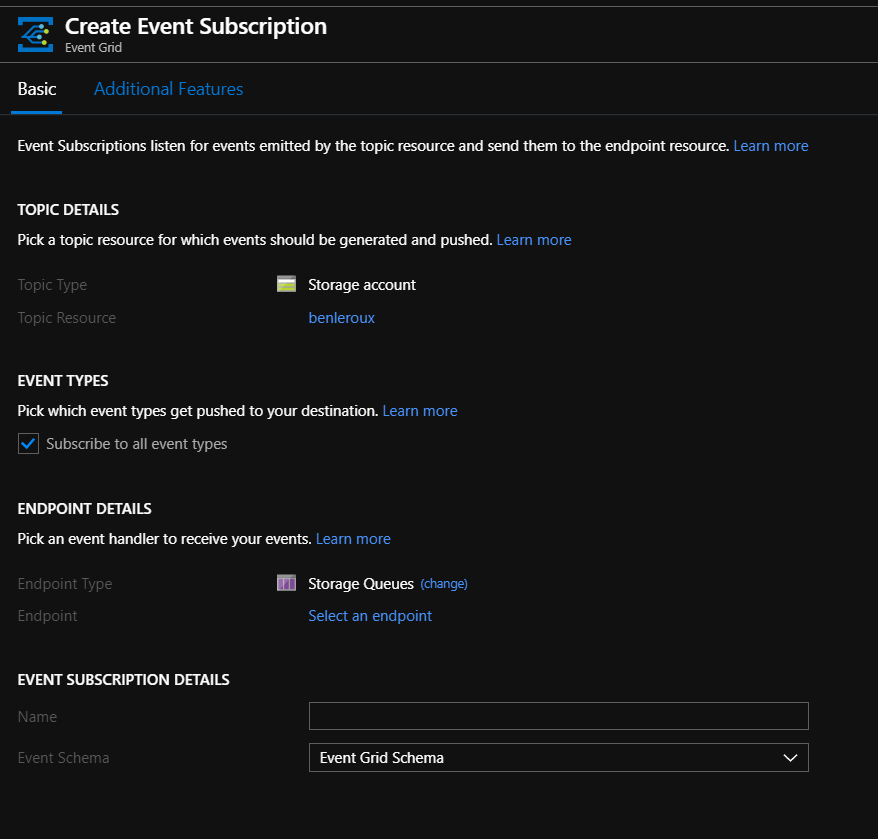 Create Event Subscription
Event Grid
Basic Additional Features
Event Subscriptions listen for events emitted by the topic resource and send them to the endpoint resource. Learn more
TOPIC DETAILS
Pick a topic resource for which events should be generated and pushed. Learn more
Topic Type Storage account
Topic Resource benleroux
EVENT TYPES
Pick which event types get pushed to your destination. Learn more
Subscribe to all event types
ENDPOINT DETAILS
Pick an event handler to receive your events. Learn more
Endpoint Type Storage Queues (change)
Endpoint Select an endpoint
EVENT SUBSCRIPTION DETAILS
Name
Event Schema Event Grid Schema